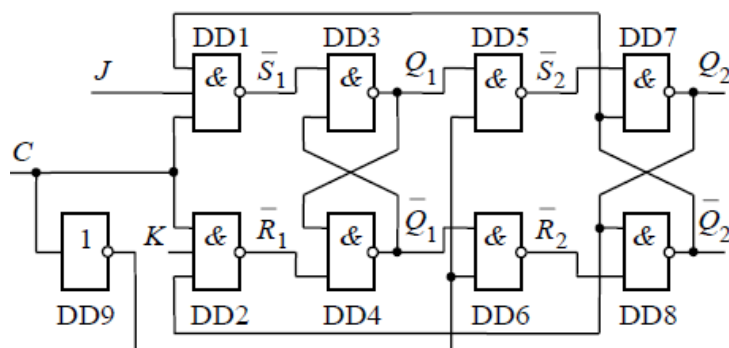 DD1 DD3 DD5 DD7
J & S̅₁ & Q₁ & S̅₂ & Q₂
C
1 K & R̅₁ & Q̅₁ & R̅₂ & Q̅₂
DD9 DD2 DD4 DD6 DD8